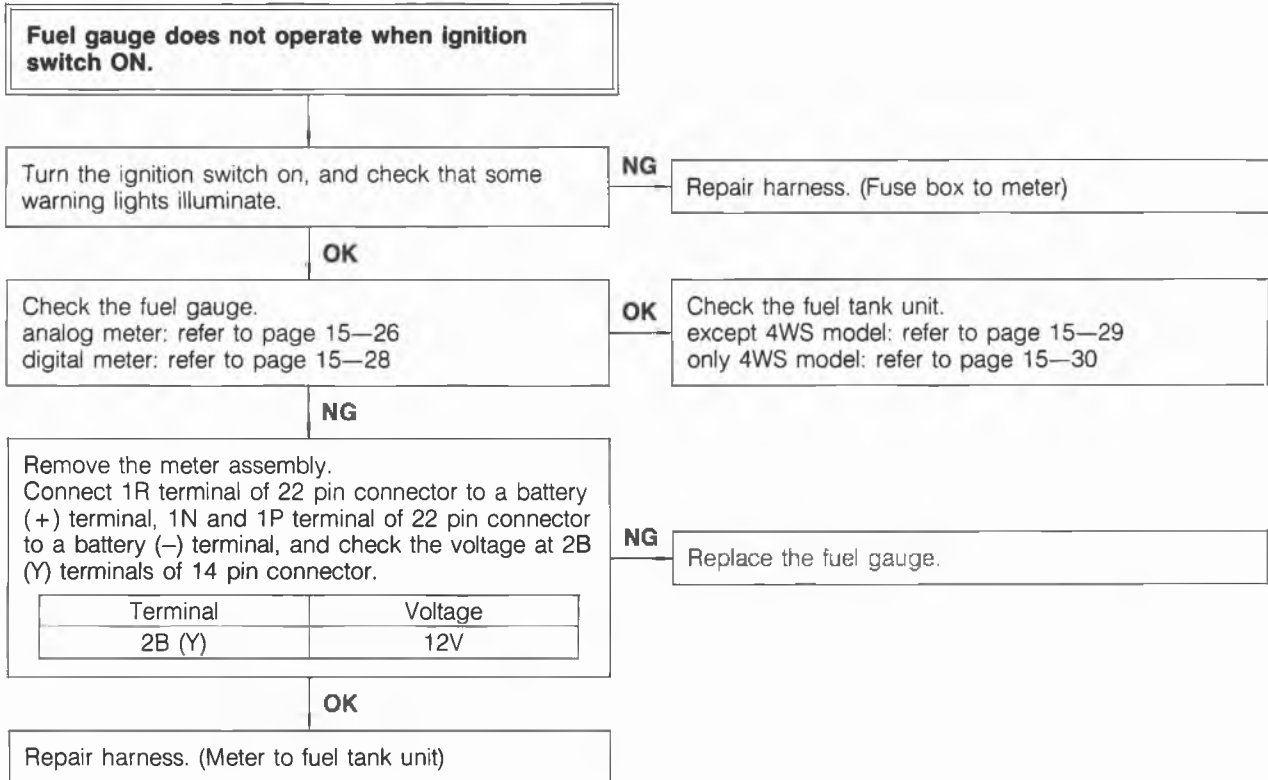 Fuel gauge does not operate when ignition
switch ON.
Turn the ignition switch on, and check that some
warning lights illuminate.
NG
Repair harness. (Fuse box to meter)
OK
Check the fuel gauge.
analog meter: refer to page 15—26
digital meter: refer to page 15—28
OK
Check the fuel tank unit.
except 4WS model: refer to page 15—29
only 4WS model: refer to page 15—30
NG
Remove the meter assembly.
Connect 1R terminal of 22 pin connector to a battery
(+) terminal, 1N and 1P terminal of 22 pin connector
to a battery (–) terminal, and check the voltage at 2B
(Y) terminals of 14 pin connector.
Terminal Voltage
2B (Y) 12V
NG
Replace the fuel gauge.
OK
Repair harness. (Meter to fuel tank unit)